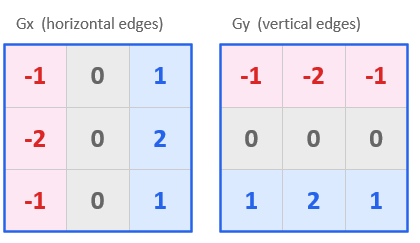 Gx (horizontal edges)
-1 0 1
-2 0 2
-1 0 1
Gy (vertical edges)
-1 -2 -1
0 0 0
1 2 1